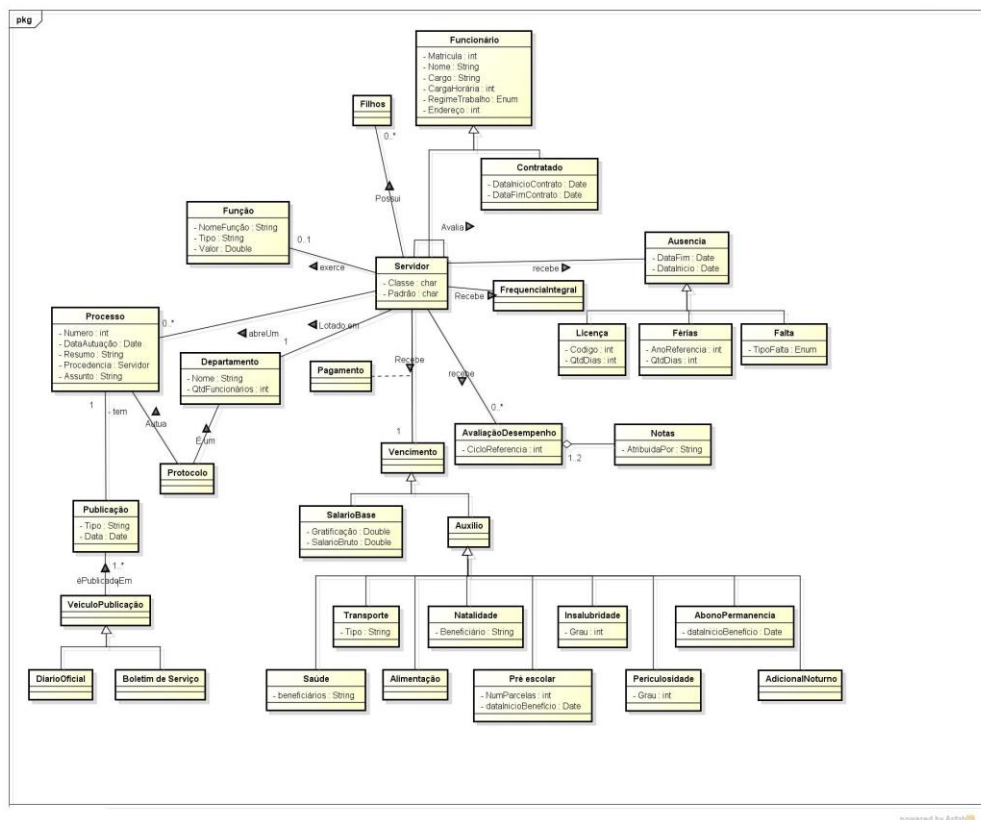 pkg
Funcionário
- Matricula : int
- Nome : String
- Cargo : String
- CargaHorária : int
- RegimeTrabalho : Enum
- Endereço : int
Filhos
0..*
Possui
Contratado
- DataInicioContrato : Date
- DataFimContrato : Date
Função
- NomeFunção : String
- Tipo : String
- Valor : Double
0..1
exerce
Avalia
Servidor
- Classe : char
- Padrão : char
recebe
Ausencia
- DataFim : Date
- DataInicio : Date
Recebe
FrequenciaIntegral
Licença
- Codigo : int
- QtdDias : int
Férias
- AnoReferencia : int
- QtdDias : int
Falta
- TipoFalta : Enum
Processo
- Numero : int
- DataAutuação : Date
- Resumo : String
- Procedencia : Servidor
- Assunto : String
0..*
abreUm
Lotado em
1
Departamento
- Nome : String
- QtdFuncionários : int
Pagamento
Recebe
recebe
1
- tem
Autua
É um
Protocolo
0..*
AvaliaçãoDesempenho
- CicloReferencia : int
1..2
Notas
- AtribuidaPor : String
1
Vencimento
Publicação
- Tipo : String
- Data : Date
SalarioBase
- Gratificação : Double
- SalarioBruto : Double
Auxilio
1..*
éPublicadoEm
VeiculoPublicação
DiarioOficial
Boletim de Serviço
Transporte
- Tipo : String
Natalidade
- Beneficiário : String
Insalubridade
- Grau : int
AbonoPermanencia
- dataInicioBeneficio : Date
Saúde
- beneficiários : String
Alimentação
Pré escolar
- NumParcelas : int
- dataInicioBenefício : Date
Periculosidade
- Grau : int
AdicionalNoturno
powered by Astah